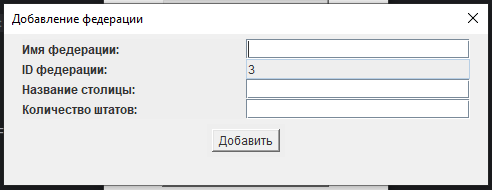 Добавление федерации
Имя федерации:
ID федерации: 3
Название столицы:
Количество штатов:
Добавить